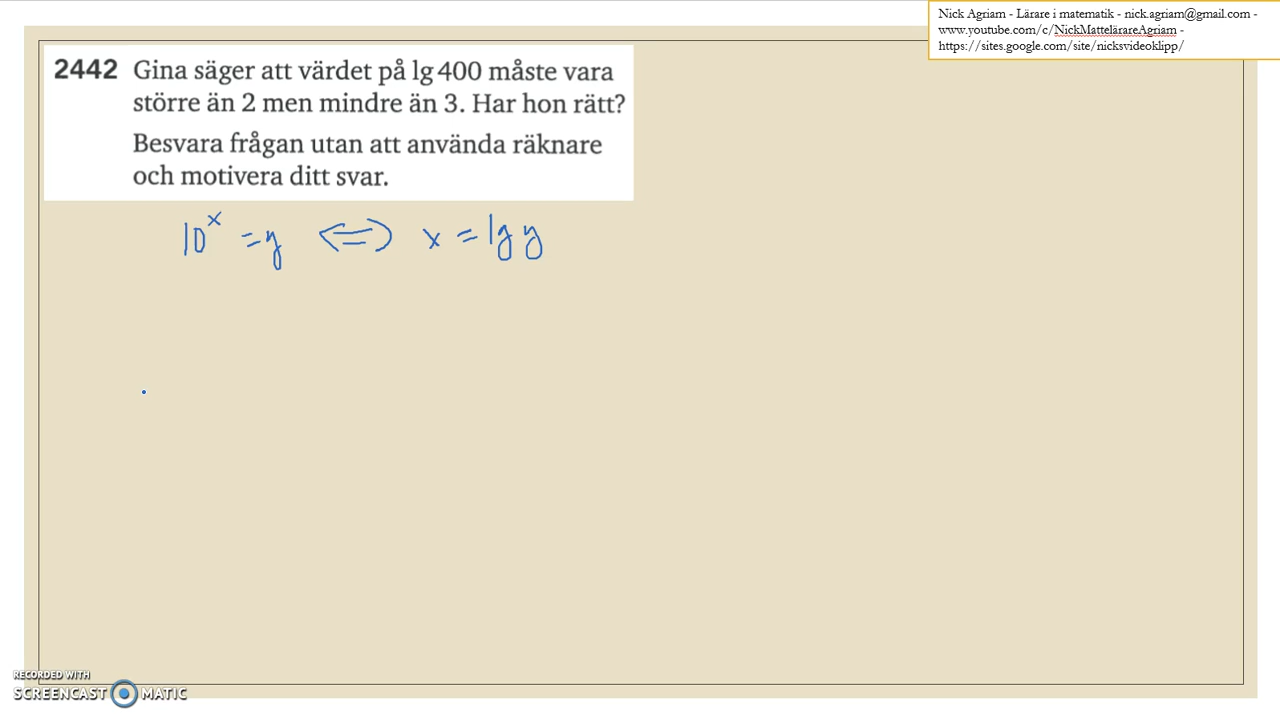 Nick Agriam - Lärare i matematik - nick.agriam@gmail.com -
www.youtube.com/c/NickMattelärareAgriam -
https://sites.google.com/site/nicksvideoklipp/
2442 Gina säger att värdet på lg 400 måste vara
större än 2 men mindre än 3. Har hon rätt?
Besvara frågan utan att använda räknare
och motivera ditt svar.
10^x = y ⇔ x = lg y
RECORDED WITH
SCREENCAST MATIC